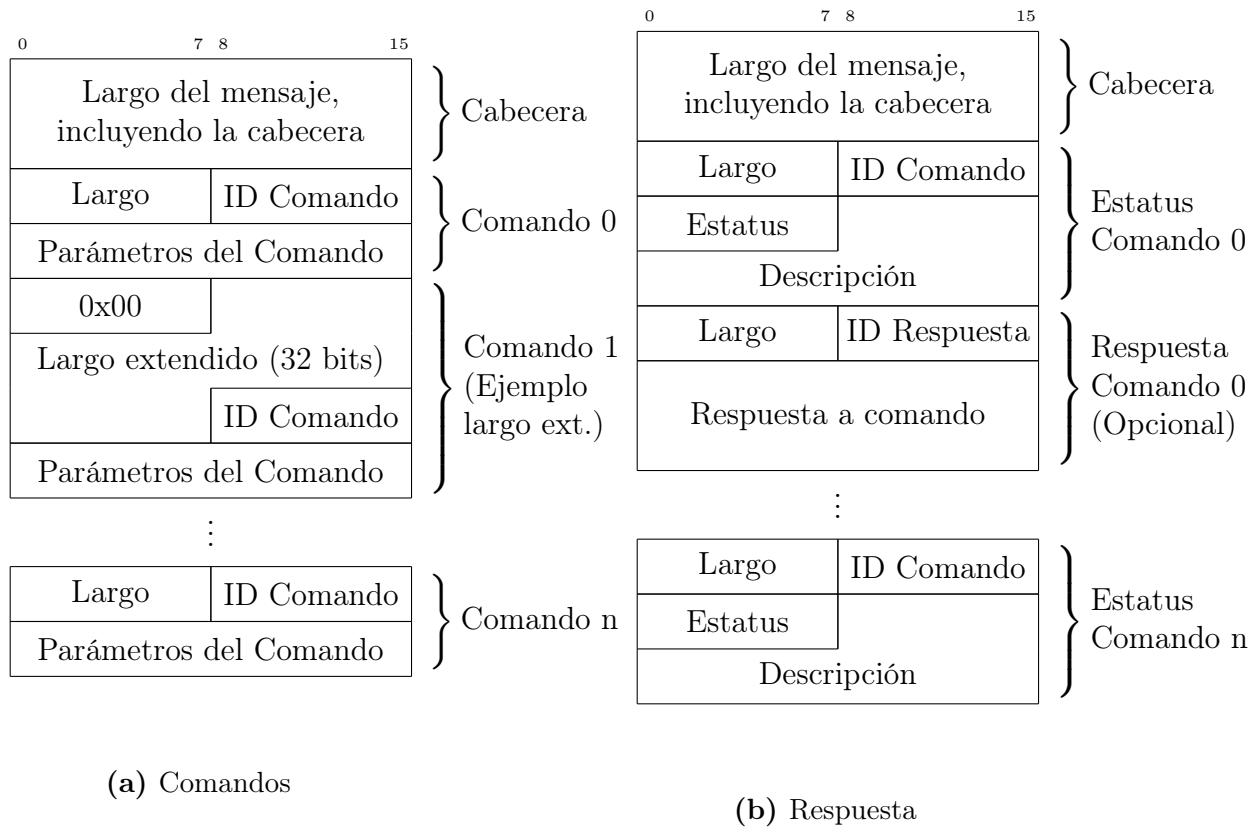 0 7 8 15
Largo del mensaje,
incluyendo la cabecera
Cabecera
Largo ID Comando
Parámetros del Comando
Comando 0
0x00
Largo extendido (32 bits)
ID Comando
Parámetros del Comando
Comando 1
(Ejemplo
largo ext.)
⋮
Largo ID Comando
Parámetros del Comando
Comando n
(a) Comandos
0 7 8 15
Largo del mensaje,
incluyendo la cabecera
Cabecera
Largo ID Comando
Estatus
Descripción
Estatus
Comando 0
Largo ID Respuesta
Respuesta a comando
Respuesta
Comando 0
(Opcional)
⋮
Largo ID Comando
Estatus
Descripción
Estatus
Comando n
(b) Respuesta